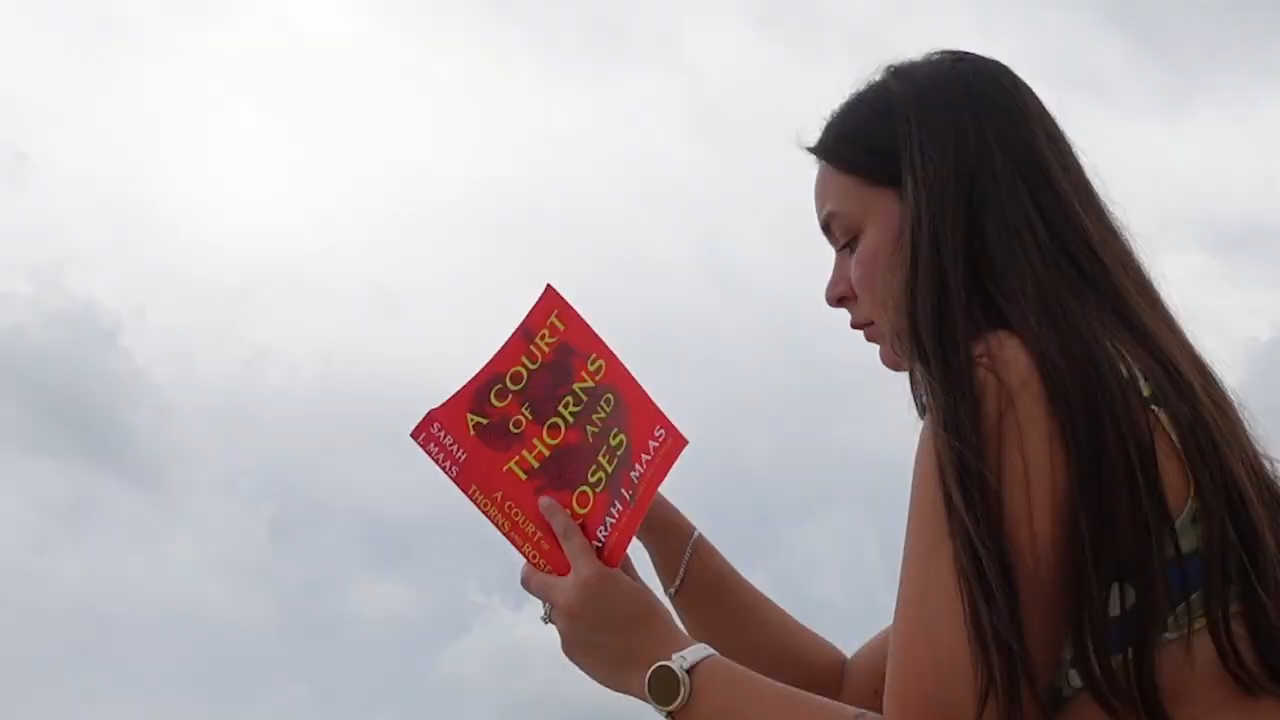 A COURT
OF
THORNS
AND
ROSES
SARAH J. MAAS
SARAH
J. MAAS
A COURT OF
THORNS AND ROSES